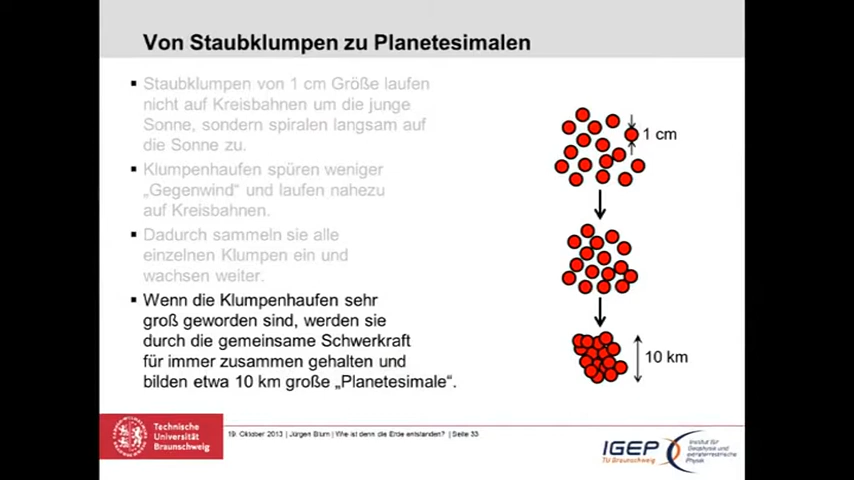 Von Staubklumpen zu Planetesimalen
Staubklumpen von 1 cm Größe laufen
nicht auf Kreisbahnen um die junge
Sonne, sondern spiralen langsam auf
die Sonne zu.
Klumpenhaufen spüren weniger
„Gegenwind“ und laufen nahezu
auf Kreisbahnen.
Dadurch sammeln sie alle
einzelnen Klumpen ein und
wachsen weiter.
Wenn die Klumpenhaufen sehr
groß geworden sind, werden sie
durch die gemeinsame Schwerkraft
für immer zusammen gehalten und
bilden etwa 10 km große „Planetesimale“.
1 cm
10 km
Technische
Universität
Braunschweig
19. Oktober 2013 | Jürgen Blum | Wie ist denn die Erde entstanden? | Seite 33
IGEP
TU Braunschweig
Institut für
Geophysik und
extraterrestrische
Physik